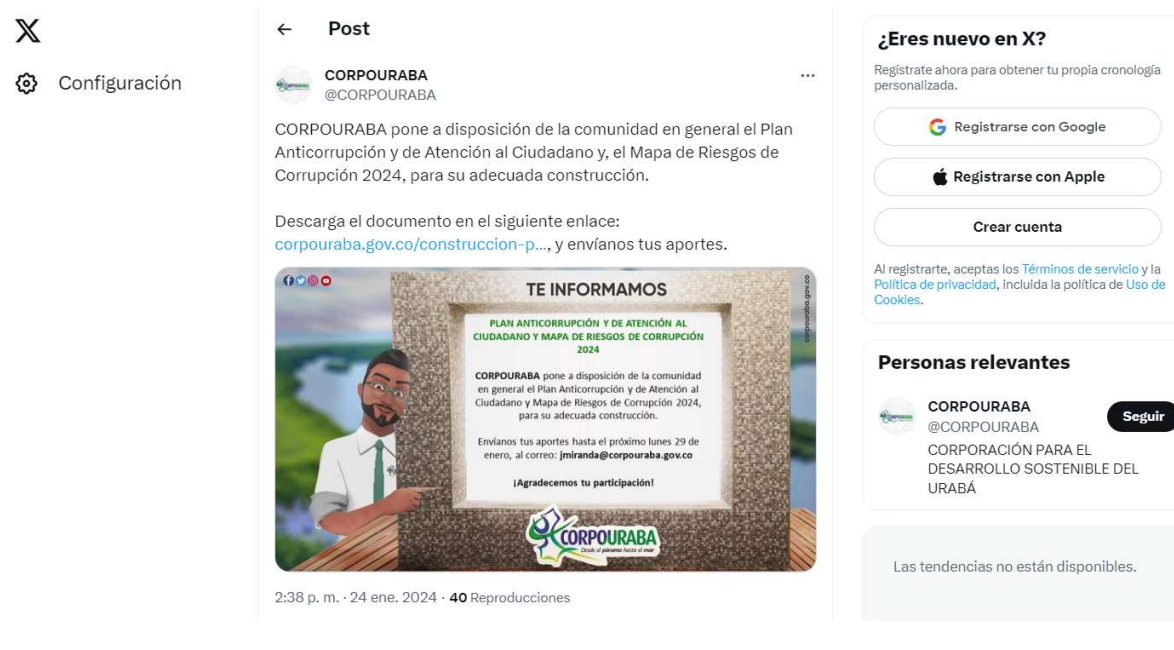 Configuración
Post
CORPOURABA
@CORPOURABA
CORPOURABA pone a disposición de la comunidad en general el Plan
Anticorrupción y de Atención al Ciudadano y, el Mapa de Riesgos de
Corrupción 2024, para su adecuada construcción.
Descarga el documento en el siguiente enlace:
corpouraba.gov.co/construccion-p..., y envíanos tus aportes.
corpouraba.gov.co
TE INFORMAMOS
PLAN ANTICORRUPCIÓN Y DE ATENCIÓN AL
CIUDADANO Y MAPA DE RIESGOS DE CORRUPCIÓN
2024
CORPOURABA pone a disposición de la comunidad
en general el Plan Anticorrupción y de Atención al
Ciudadano y Mapa de Riesgos de Corrupción 2024,
para su adecuada construcción.
Envíanos tus aportes hasta el próximo lunes 29 de
enero, al correo: jmiranda@corpouraba.gov.co
¡Agradecemos tu participación!
CORPOURABA
Desde el páramo hasta el mar
2:38 p. m. · 24 ene. 2024 · 40 Reproducciones
¿Eres nuevo en X?
Regístrate ahora para obtener tu propia cronología
personalizada.
Registrarse con Google
Registrarse con Apple
Crear cuenta
Al registrarte, aceptas los Términos de servicio y la
Política de privacidad, incluida la política de Uso de
Cookies.
Personas relevantes
CORPOURABA
@CORPOURABA
Seguir
CORPORACIÓN PARA EL
DESARROLLO SOSTENIBLE DEL
URABÁ
Las tendencias no están disponibles.